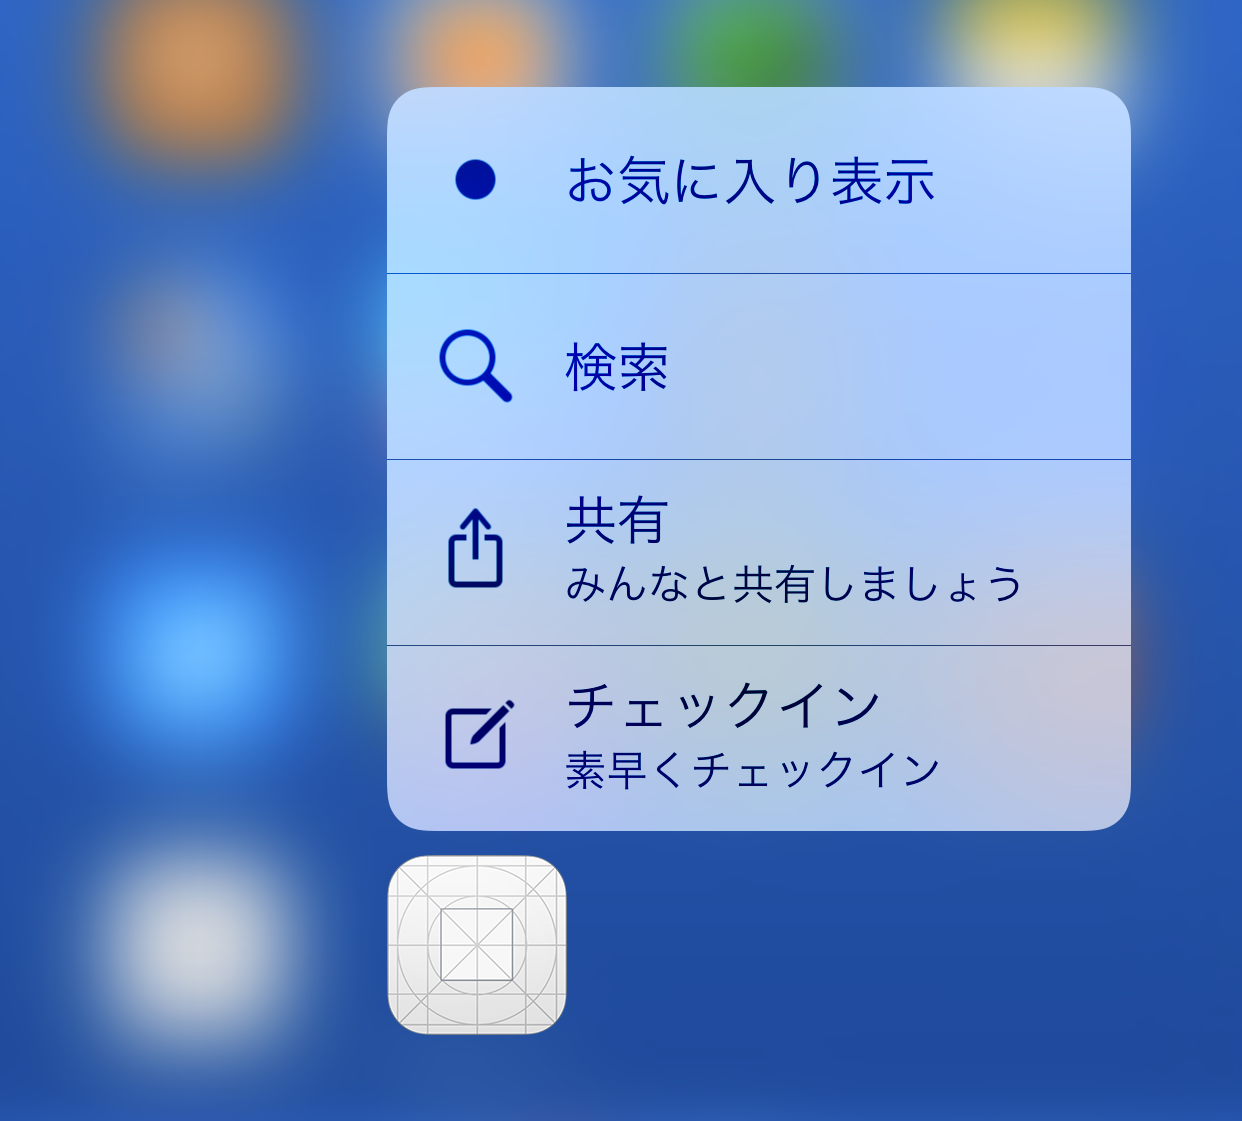 お気に入り表示
検索
共有
みんなと共有しましょう
チェックイン
素早くチェックイン